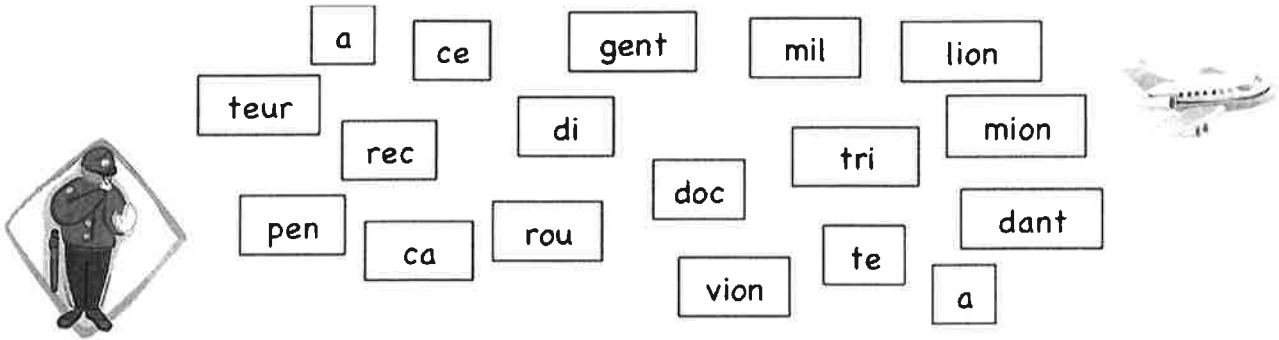 a
ce
gent
mil
lion
teur
rec
di
tri
mion
pen
ca
rou
doc
vion
te
dant
a